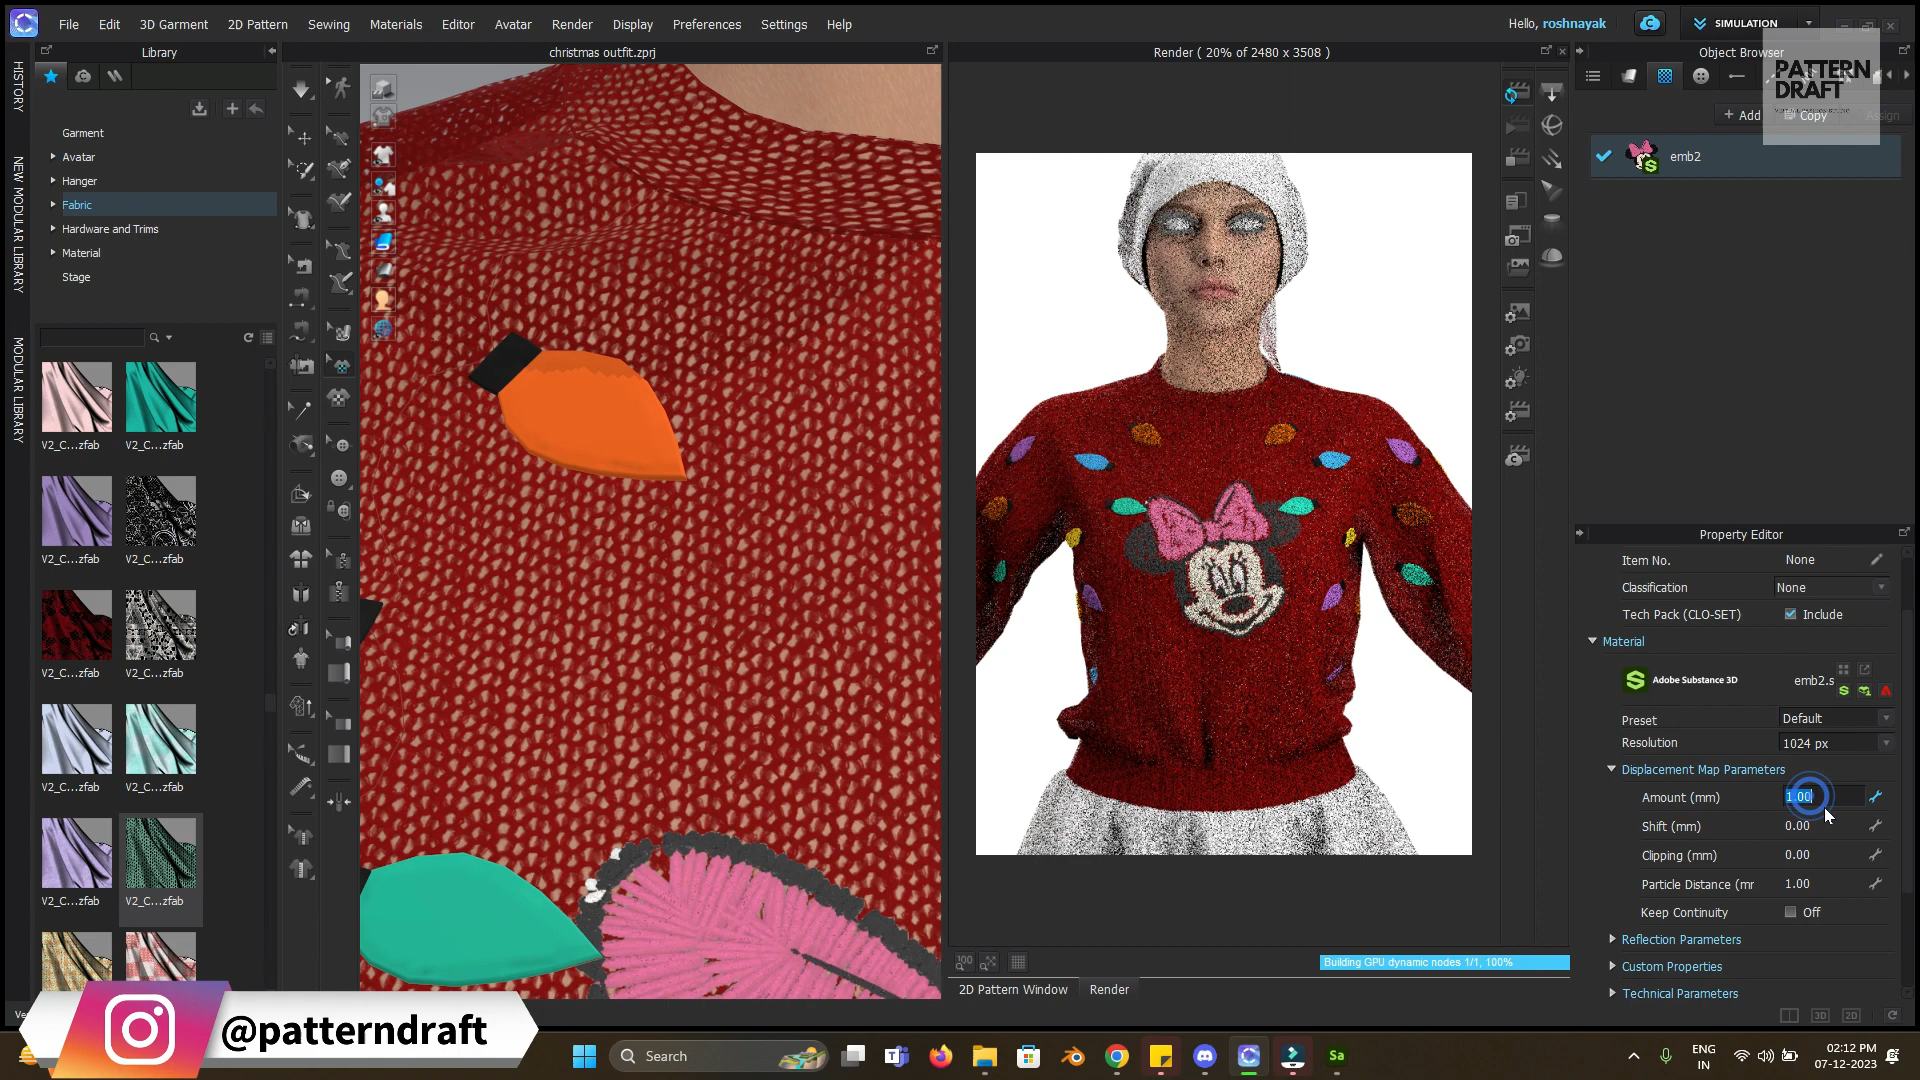 File Edit 3D Garment 2D Pattern Sewing Materials Editor Avatar Render Display Preferences Settings Help
Hello, roshnayak
SIMULATION
Library
christmas outfit.zprj
Render ( 20% of 2480 x 3508 )
Object Browser
HISTORY
NEW MODULAR LIBRARY
MODULAR LIBRARY
PATTERN
DRAFT
+ Add
Copy
Assign
emb2
Garment
Avatar
Hanger
Fabric
Hardware and Trims
Material
Stage
V2_C...zfab V2_C...zfab
V2_C...zfab V2_C...zfab
V2_C...zfab V2_C...zfab
V2_C...zfab V2_C...zfab
V2_C...zfab V2_C...zfab
Property Editor
Item No. None
Classification None
Tech Pack (CLO-SET) Include
Material
Adobe Substance 3D emb2.s
Preset Default
Resolution 1024 px
Displacement Map Parameters
Amount (mm) 1.00
Shift (mm) 0.00
Clipping (mm) 0.00
Particle Distance (mr 1.00
Keep Continuity Off
Reflection Parameters
Custom Properties
Technical Parameters
100
Building GPU dynamic nodes 1/1, 100%
2D Pattern Window Render
3D 2D
Ve
@patterndraft
Search
Sa
ENG
IN
02:12 PM
07-12-2023